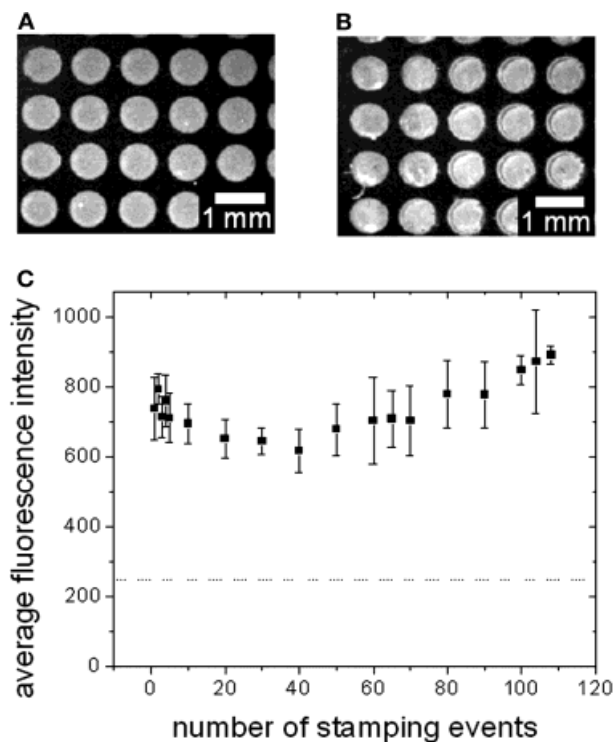 A
B
1 mm
1 mm
C
average fluorescence intensity
1000
800
600
400
200
0
0 20 40 60 80 100 120
number of stamping events